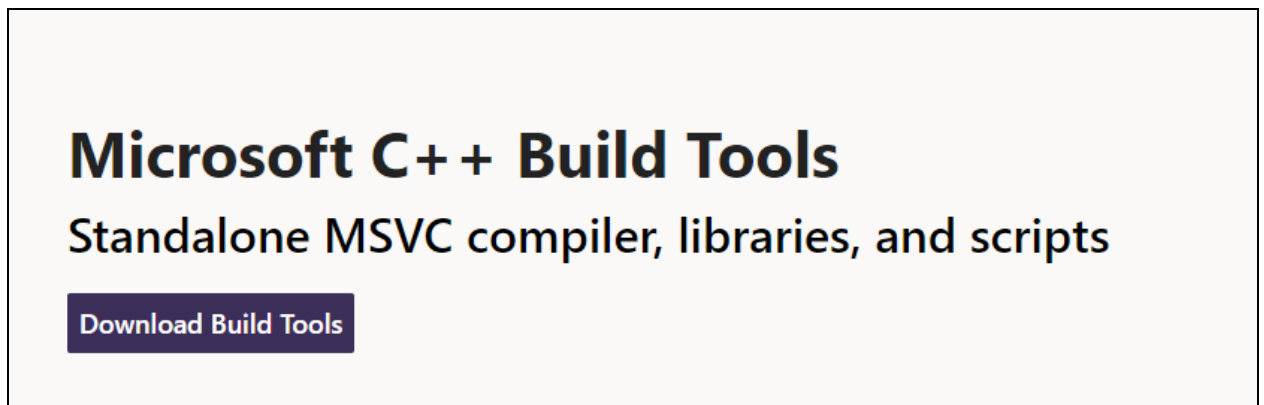 Microsoft C++ Build Tools
Standalone MSVC compiler, libraries, and scripts
Download Build Tools